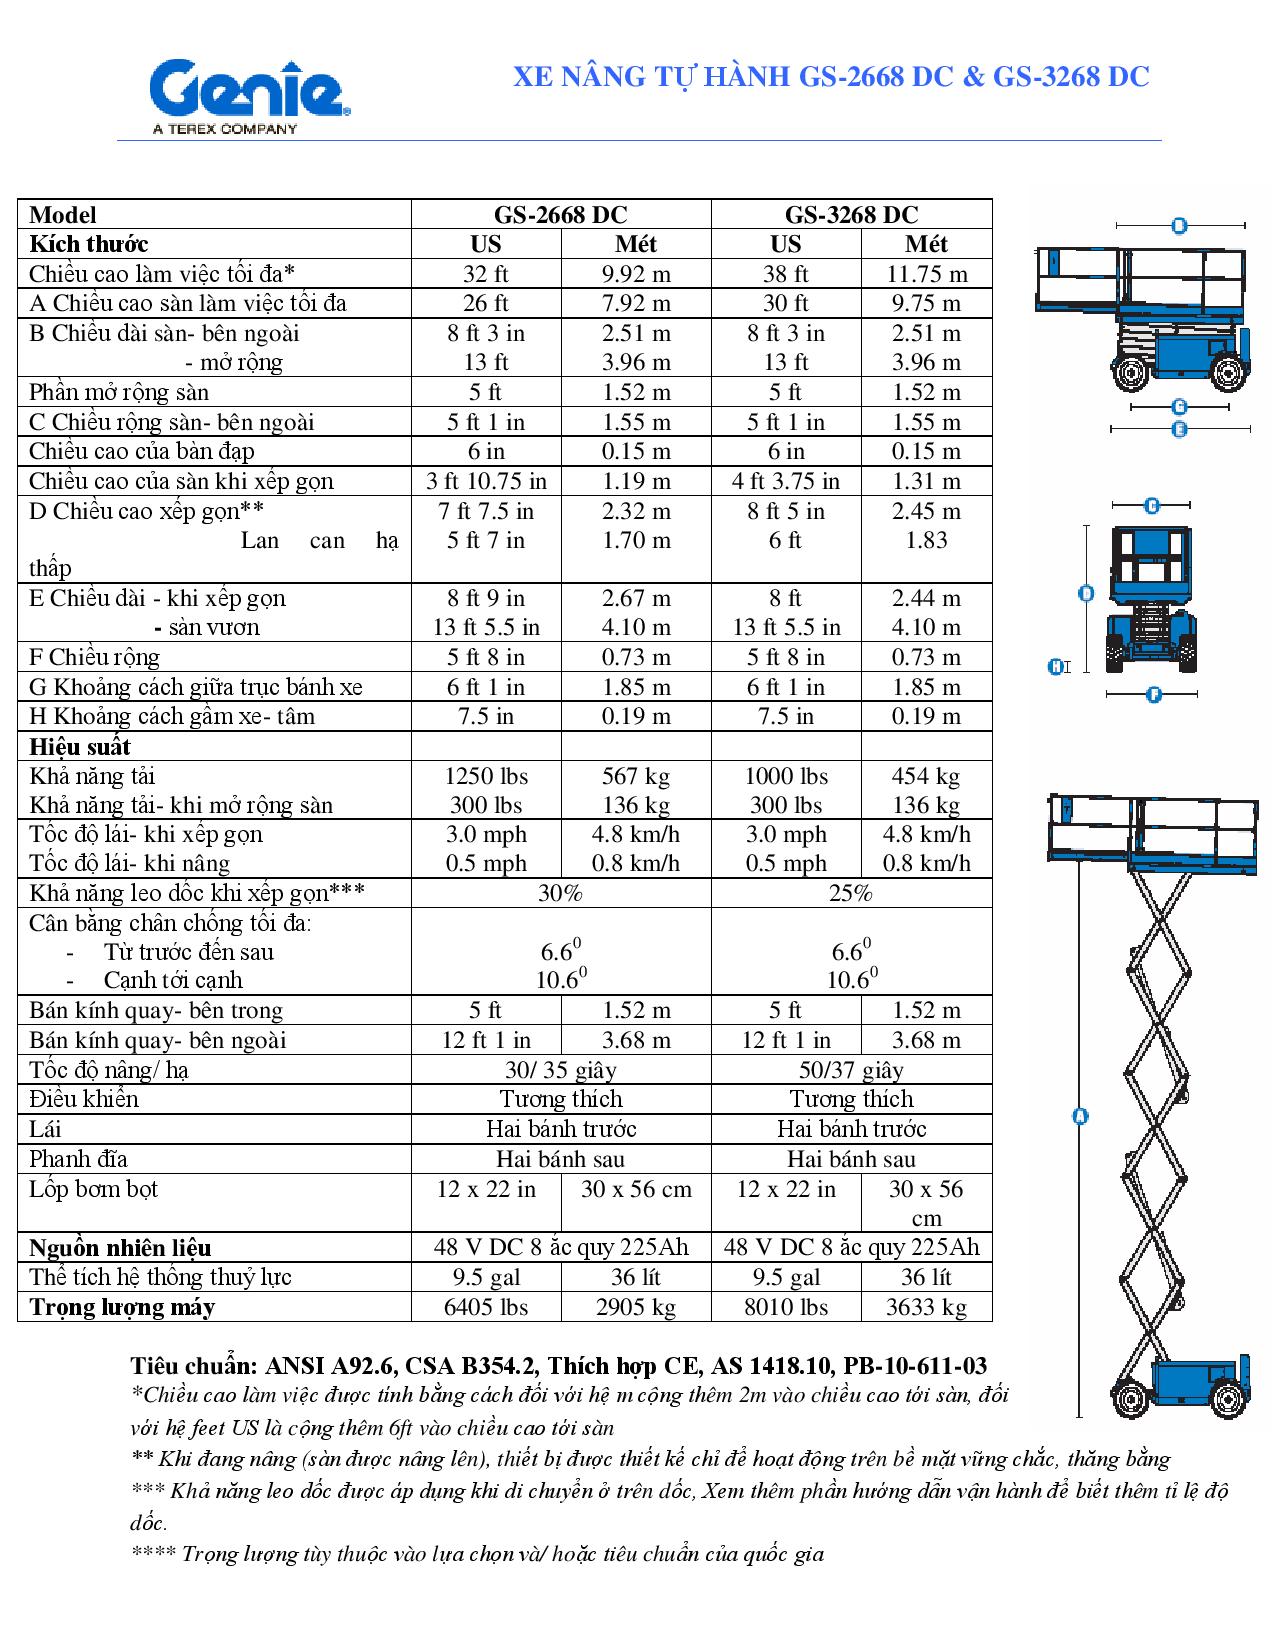 Genie®
A TEREX COMPANY
XE NÂNG TỰ HÀNH GS-2668 DC & GS-3268 DC
Model GS-2668 DC GS-3268 DC
Kích thước US Mét US Mét
Chiều cao làm việc tối đa* 32 ft 9.92 m 38 ft 11.75 m
A Chiều cao sàn làm việc tối đa 26 ft 7.92 m 30 ft 9.75 m
B Chiều dài sàn- bên ngoài 8 ft 3 in 2.51 m 8 ft 3 in 2.51 m
- mở rộng 13 ft 3.96 m 13 ft 3.96 m
Phần mở rộng sàn 5 ft 1.52 m 5 ft 1.52 m
C Chiều rộng sàn- bên ngoài 5 ft 1 in 1.55 m 5 ft 1 in 1.55 m
Chiều cao của bàn đạp 6 in 0.15 m 6 in 0.15 m
Chiều cao của sàn khi xếp gọn 3 ft 10.75 in 1.19 m 4 ft 3.75 in 1.31 m
D Chiều cao xếp gọn** 7 ft 7.5 in 2.32 m 8 ft 5 in 2.45 m
Lan can hạ 5 ft 7 in 1.70 m 6 ft 1.83
thấp
E Chiều dài - khi xếp gọn 8 ft 9 in 2.67 m 8 ft 2.44 m
- sàn vươn 13 ft 5.5 in 4.10 m 13 ft 5.5 in 4.10 m
F Chiều rộng 5 ft 8 in 0.73 m 5 ft 8 in 0.73 m
G Khoảng cách giữa trục bánh xe 6 ft 1 in 1.85 m 6 ft 1 in 1.85 m
H Khoảng cách gầm xe- tâm 7.5 in 0.19 m 7.5 in 0.19 m
Hiệu suất
Khả năng tải 1250 lbs 567 kg 1000 lbs 454 kg
Khả năng tải- khi mở rộng sàn 300 lbs 136 kg 300 lbs 136 kg
Tốc độ lái- khi xếp gọn 3.0 mph 4.8 km/h 3.0 mph 4.8 km/h
Tốc độ lái- khi nâng 0.5 mph 0.8 km/h 0.5 mph 0.8 km/h
Khả năng leo dốc khi xếp gọn*** 30% 25%
Cân bằng chân chống tối đa:
- Từ trước đến sau 6.6⁰ 6.6⁰
- Cạnh tới cạnh 10.6⁰ 10.6⁰
Bán kính quay- bên trong 5 ft 1.52 m 5 ft 1.52 m
Bán kính quay- bên ngoài 12 ft 1 in 3.68 m 12 ft 1 in 3.68 m
Tốc độ nâng/ hạ 30/ 35 giây 50/37 giây
Điều khiển Tương thích Tương thích
Lái Hai bánh trước Hai bánh trước
Phanh đĩa Hai bánh sau Hai bánh sau
Lốp bơm bọt 12 x 22 in 30 x 56 cm 12 x 22 in 30 x 56
cm
Nguồn nhiên liệu 48 V DC 8 ắc quy 225Ah 48 V DC 8 ắc quy 225Ah
Thể tích hệ thống thuỷ lực 9.5 gal 36 lít 9.5 gal 36 lít
Trọng lượng máy 6405 lbs 2905 kg 8010 lbs 3633 kg
G
E
D
H
F
A
Tiêu chuẩn: ANSI A92.6, CSA B354.2, Thích hợp CE, AS 1418.10, PB-10-611-03
*Chiều cao làm việc được tính bằng cách đối với hệ m cộng thêm 2m vào chiều cao tới sàn, đối
với hệ feet US là cộng thêm 6ft vào chiều cao tới sàn
** Khi đang nâng (sàn được nâng lên), thiết bị được thiết kế chỉ để hoạt động trên bề mặt vững chắc, thăng bằng
*** Khả năng leo dốc được áp dụng khi di chuyển ở trên dốc, Xem thêm phần hướng dẫn vận hành để biết thêm tỉ lệ độ
dốc.
**** Trọng lượng tùy thuộc vào lựa chọn và/ hoặc tiêu chuẩn của quốc gia